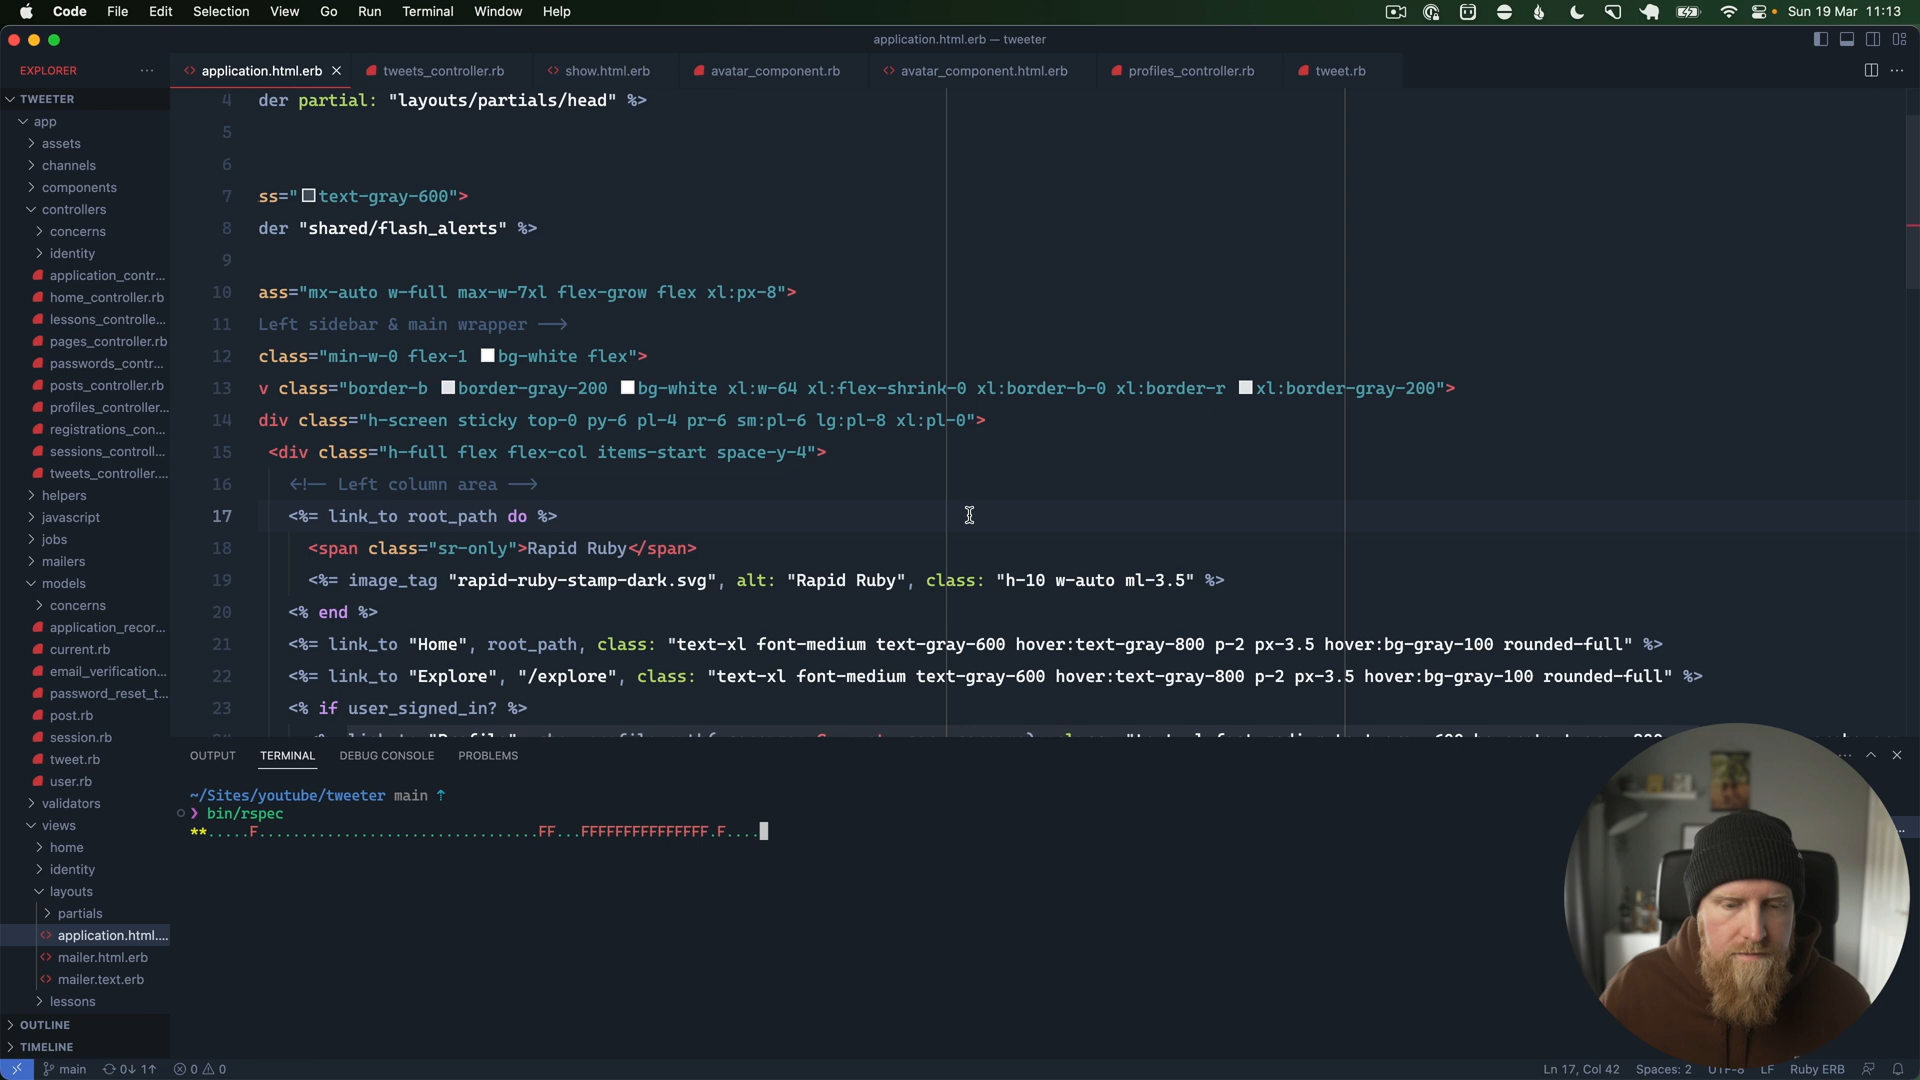 Code File Edit Selection View Go Run Terminal Window Help
Sun 19 Mar 11:13
application.html.erb — tweeter
EXPLORER
application.html.erb
tweets_controller.rb
show.html.erb
avatar_component.rb
avatar_component.html.erb
profiles_controller.rb
tweet.rb
TWEETER
app
assets
channels
components
controllers
concerns
identity
application_contr...
home_controller.rb
lessons_controlle...
pages_controller.rb
passwords_contr...
posts_controller.rb
profiles_controller...
registrations_con...
sessions_controll...
tweets_controller....
helpers
javascript
jobs
mailers
models
concerns
application_recor...
current.rb
email_verification...
password_reset_t...
post.rb
session.rb
tweet.rb
user.rb
validators
views
home
identity
layouts
partials
application.html....
mailer.html.erb
mailer.text.erb
lessons
OUTLINE
TIMELINE
4 der partial: "layouts/partials/head" %>
5
6
7 ss="text-gray-600">
8 der "shared/flash_alerts" %>
9
10 ass="mx-auto w-full max-w-7xl flex-grow flex xl:px-8">
11 Left sidebar & main wrapper -->
12 class="min-w-0 flex-1 bg-white flex">
13 v class="border-b border-gray-200 bg-white xl:w-64 xl:flex-shrink-0 xl:border-b-0 xl:border-r xl:border-gray-200">
14 div class="h-screen sticky top-0 py-6 pl-4 pr-6 sm:pl-6 lg:pl-8 xl:pl-0">
15 <div class="h-full flex flex-col items-start space-y-4">
16 <!-- Left column area -->
17 <%= link_to root_path do %>
18 <span class="sr-only">Rapid Ruby</span>
19 <%= image_tag "rapid-ruby-stamp-dark.svg", alt: "Rapid Ruby", class: "h-10 w-auto ml-3.5" %>
20 <% end %>
21 <%= link_to "Home", root_path, class: "text-xl font-medium text-gray-600 hover:text-gray-800 p-2 px-3.5 hover:bg-gray-100 rounded-full" %>
22 <%= link_to "Explore", "/explore", class: "text-xl font-medium text-gray-600 hover:text-gray-800 p-2 px-3.5 hover:bg-gray-100 rounded-full" %>
23 <% if user_signed_in? %>
OUTPUT TERMINAL DEBUG CONSOLE PROBLEMS
~/Sites/youtube/tweeter main ↑
❯ bin/rspec
**.....F.................................FF...FFFFFFFFFFFFFFF.F....
main 0↓ 1↑ 0 0
Ln 17, Col 42 Spaces: 2 UTF-8 LF Ruby ERB